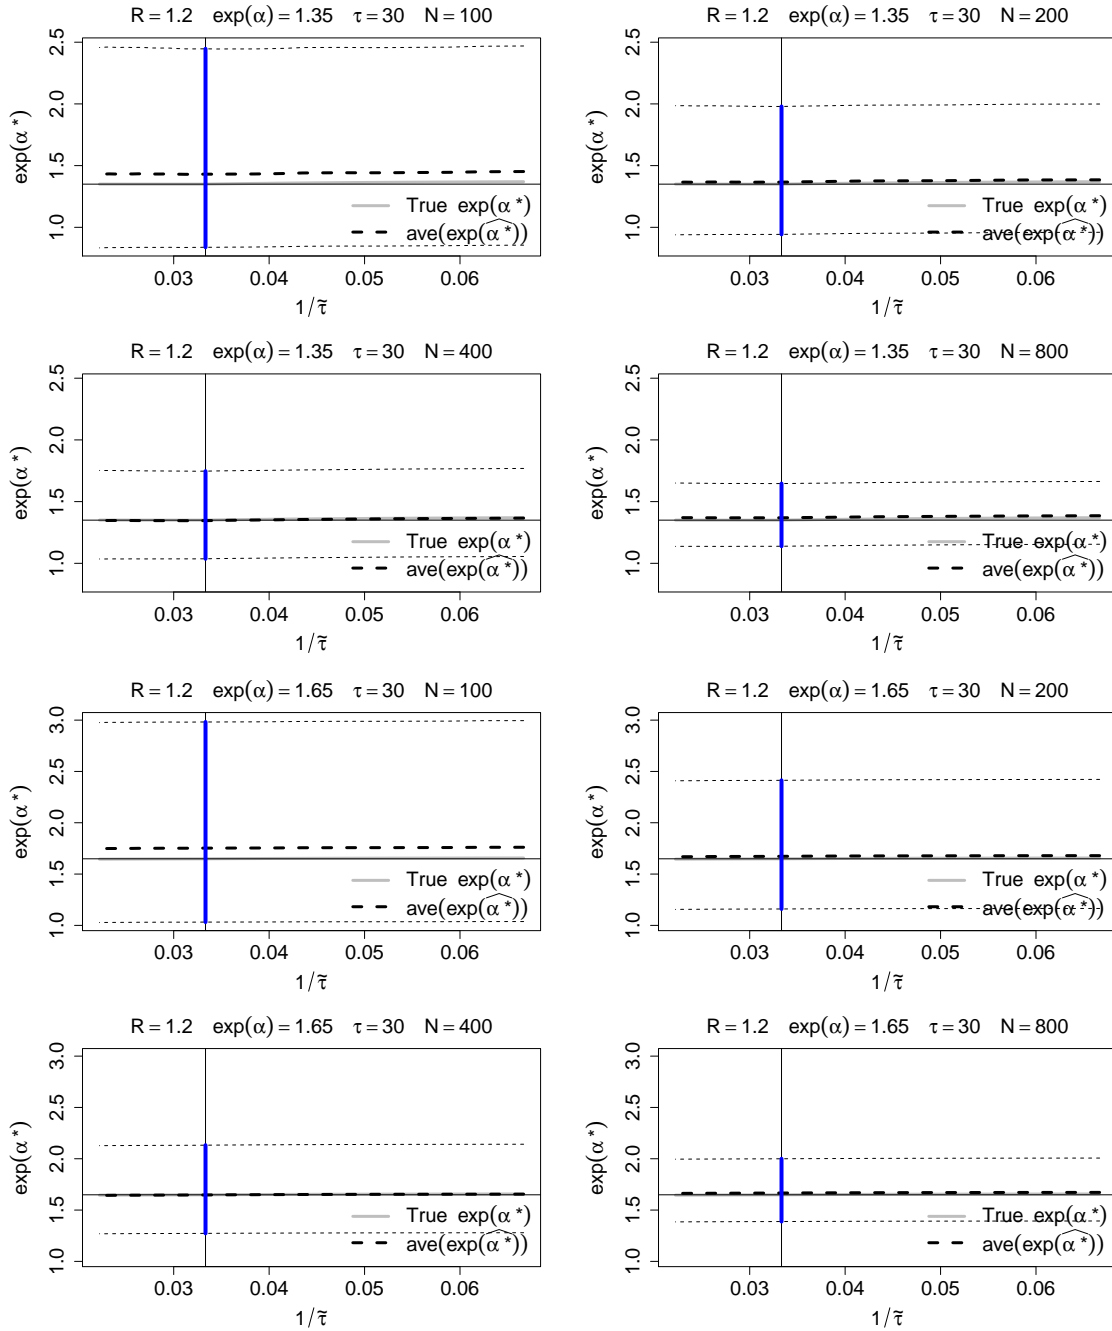 R = 1.2 exp(α) = 1.35 τ = 30 N = 100
exp(α*)
2.5
2.0
1.5
1.0
True exp(α*)
ave(exp(α̂*))
0.03 0.04 0.05 0.06
1/τ̃
R = 1.2 exp(α) = 1.35 τ = 30 N = 200
exp(α*)
2.5
2.0
1.5
1.0
True exp(α*)
ave(exp(α̂*))
0.03 0.04 0.05 0.06
1/τ̃
R = 1.2 exp(α) = 1.35 τ = 30 N = 400
exp(α*)
2.5
2.0
1.5
1.0
True exp(α*)
ave(exp(α̂*))
0.03 0.04 0.05 0.06
1/τ̃
R = 1.2 exp(α) = 1.35 τ = 30 N = 800
exp(α*)
2.5
2.0
1.5
1.0
True exp(α*)
ave(exp(α̂*))
0.03 0.04 0.05 0.06
1/τ̃
R = 1.2 exp(α) = 1.65 τ = 30 N = 100
exp(α*)
3.0
2.5
2.0
1.5
1.0
True exp(α*)
ave(exp(α̂*))
0.03 0.04 0.05 0.06
1/τ̃
R = 1.2 exp(α) = 1.65 τ = 30 N = 200
exp(α*)
3.0
2.5
2.0
1.5
1.0
True exp(α*)
ave(exp(α̂*))
0.03 0.04 0.05 0.06
1/τ̃
R = 1.2 exp(α) = 1.65 τ = 30 N = 400
exp(α*)
3.0
2.5
2.0
1.5
1.0
True exp(α*)
ave(exp(α̂*))
0.03 0.04 0.05 0.06
1/τ̃
R = 1.2 exp(α) = 1.65 τ = 30 N = 800
exp(α*)
3.0
2.5
2.0
1.5
1.0
True exp(α*)
ave(exp(α̂*))
0.03 0.04 0.05 0.06
1/τ̃